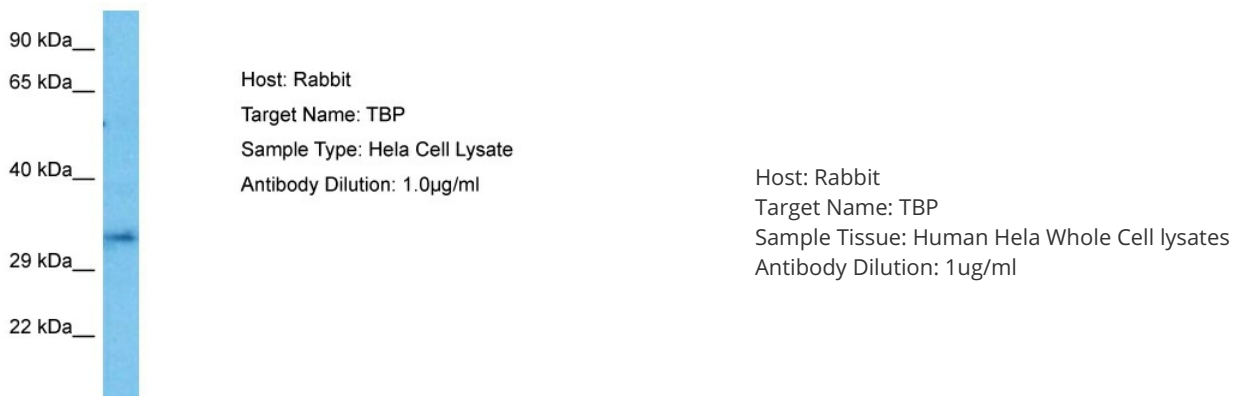 90 kDa__
65 kDa__
40 kDa__
29 kDa__
22 kDa__
Host: Rabbit
Target Name: TBP
Sample Type: Hela Cell Lysate
Antibody Dilution: 1.0µg/ml
Host: Rabbit
Target Name: TBP
Sample Tissue: Human Hela Whole Cell lysates
Antibody Dilution: 1ug/ml